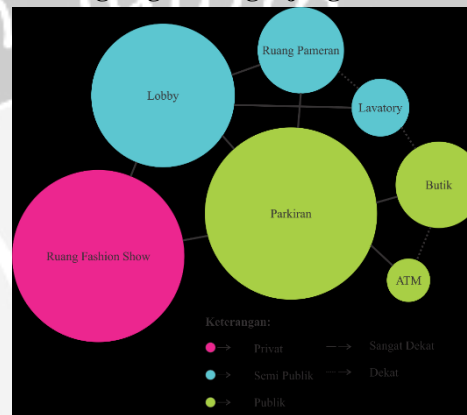 Ruang Pameran
Lobby
Lavatory
Butik
Parkiran
Ruang Fashion Show
ATM
Keterangan:
Privat
Sangat Dekat
Semi Publik
Dekat
Publik